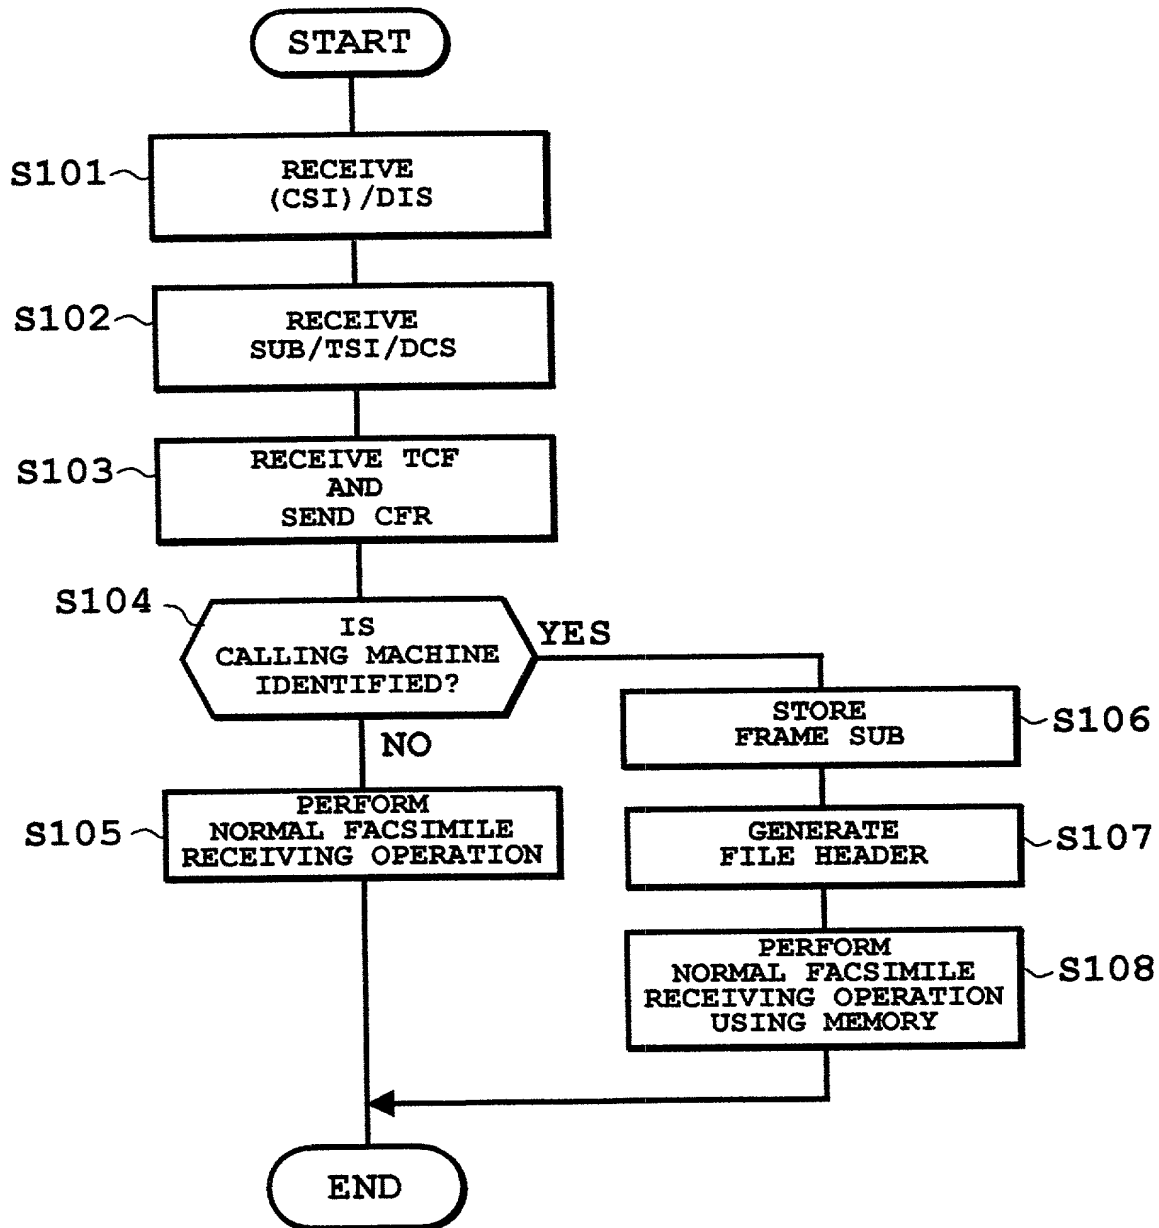 START
S101
RECEIVE
(CSI)/DIS
S102
RECEIVE
SUB/TSI/DCS
S103
RECEIVE TCF
AND
SEND CFR
S104
IS
CALLING MACHINE
IDENTIFIED?
YES
NO
S105
PERFORM
NORMAL FACSIMILE
RECEIVING OPERATION
STORE
FRAME SUB
S106
GENERATE
FILE HEADER
S107
PERFORM
NORMAL FACSIMILE
RECEIVING OPERATION
USING MEMORY
S108
END